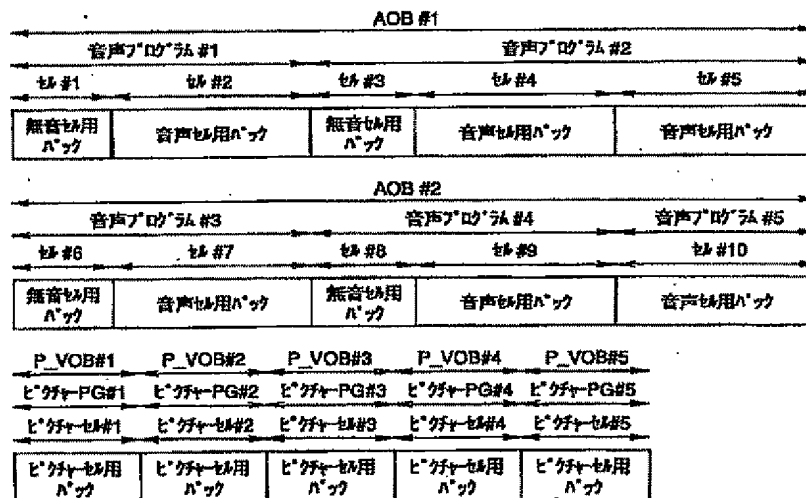 AOB #1
音声ﾌﾟﾛｸﾞﾗﾑ #1 音声ﾌﾟﾛｸﾞﾗﾑ #2
ｾﾙ #1 ｾﾙ #2 ｾﾙ #3 ｾﾙ #4 ｾﾙ #5
無音ｾﾙ用 音声ｾﾙ用ﾊﾟｯｸ 無音ｾﾙ用 音声ｾﾙ用ﾊﾟｯｸ 音声ｾﾙ用ﾊﾟｯｸ
ﾊﾟｯｸ ﾊﾟｯｸ
AOB #2
音声ﾌﾟﾛｸﾞﾗﾑ #3 音声ﾌﾟﾛｸﾞﾗﾑ #4 音声ﾌﾟﾛｸﾞﾗﾑ #5
ｾﾙ #6 ｾﾙ #7 ｾﾙ #8 ｾﾙ #9 ｾﾙ #10
無音ｾﾙ用 音声ｾﾙ用ﾊﾟｯｸ 無音ｾﾙ用 音声ｾﾙ用ﾊﾟｯｸ 音声ｾﾙ用ﾊﾟｯｸ
ﾊﾟｯｸ ﾊﾟｯｸ
P_VOB#1 P_VOB#2 P_VOB#3 P_VOB#4 P_VOB#5
ﾋﾟｸﾁｬｰPG#1 ﾋﾟｸﾁｬｰPG#2 ﾋﾟｸﾁｬｰPG#3 ﾋﾟｸﾁｬｰPG#4 ﾋﾟｸﾁｬｰPG#5
ﾋﾟｸﾁｬｰｾﾙ#1 ﾋﾟｸﾁｬｰｾﾙ#2 ﾋﾟｸﾁｬｰｾﾙ#3 ﾋﾟｸﾁｬｰｾﾙ#4 ﾋﾟｸﾁｬｰｾﾙ#5
ﾋﾟｸﾁｬｰｾﾙ用 ﾋﾟｸﾁｬｰｾﾙ用 ﾋﾟｸﾁｬｰｾﾙ用 ﾋﾟｸﾁｬｰｾﾙ用 ﾋﾟｸﾁｬｰｾﾙ用
ﾊﾟｯｸ ﾊﾟｯｸ ﾊﾟｯｸ ﾊﾟｯｸ ﾊﾟｯｸ